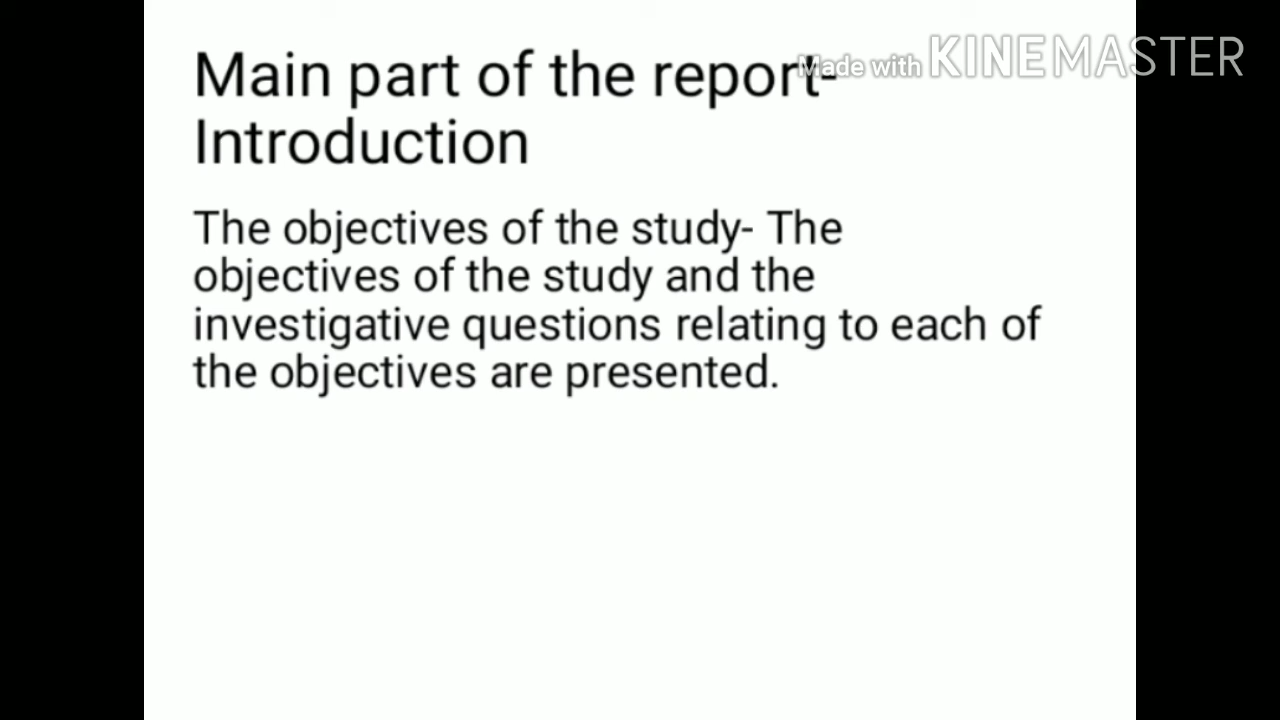 Main part of the report-
Introduction
Made with KINEMASTER
The objectives of the study- The
objectives of the study and the
investigative questions relating to each of
the objectives are presented.